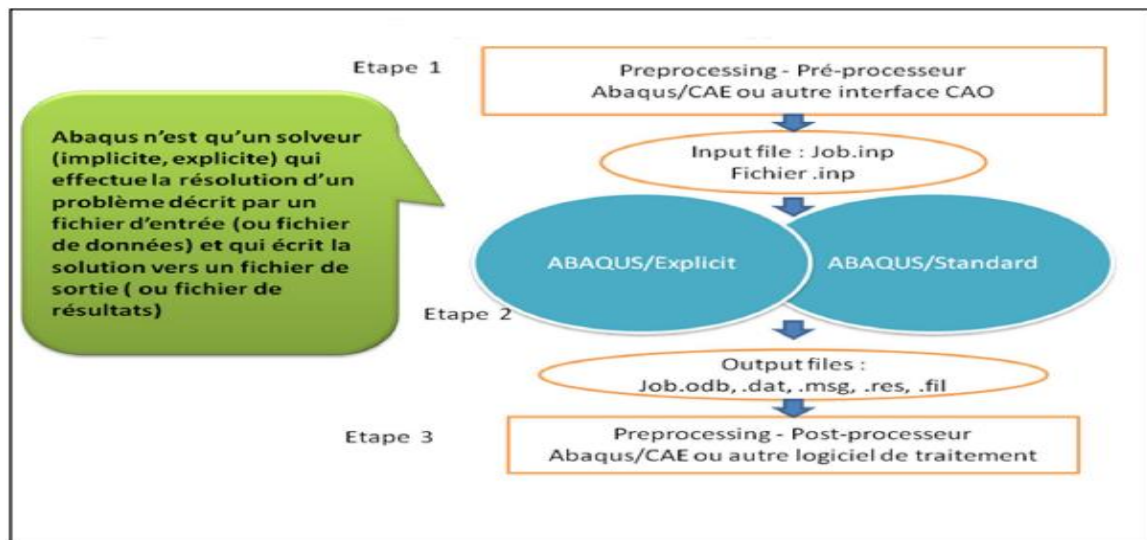 Etape 1
Preprocessing - Pré-processeur
Abaqus/CAE ou autre interface CAO
Input file : Job.inp
Fichier .inp
Abaqus n'est qu'un solveur
(implicite, explicite) qui
effectue la résolution d'un
problème décrit par un
fichier d'entrée (ou fichier
de données) et qui écrit la
solution vers un fichier de
sortie ( ou fichier de
résultats)
ABAQUS/Explicit
ABAQUS/Standard
Etape 2
Output files :
Job.odb, .dat, .msg, .res, .fil
Etape 3
Preprocessing - Post-processeur
Abaqus/CAE ou autre logiciel de traitement